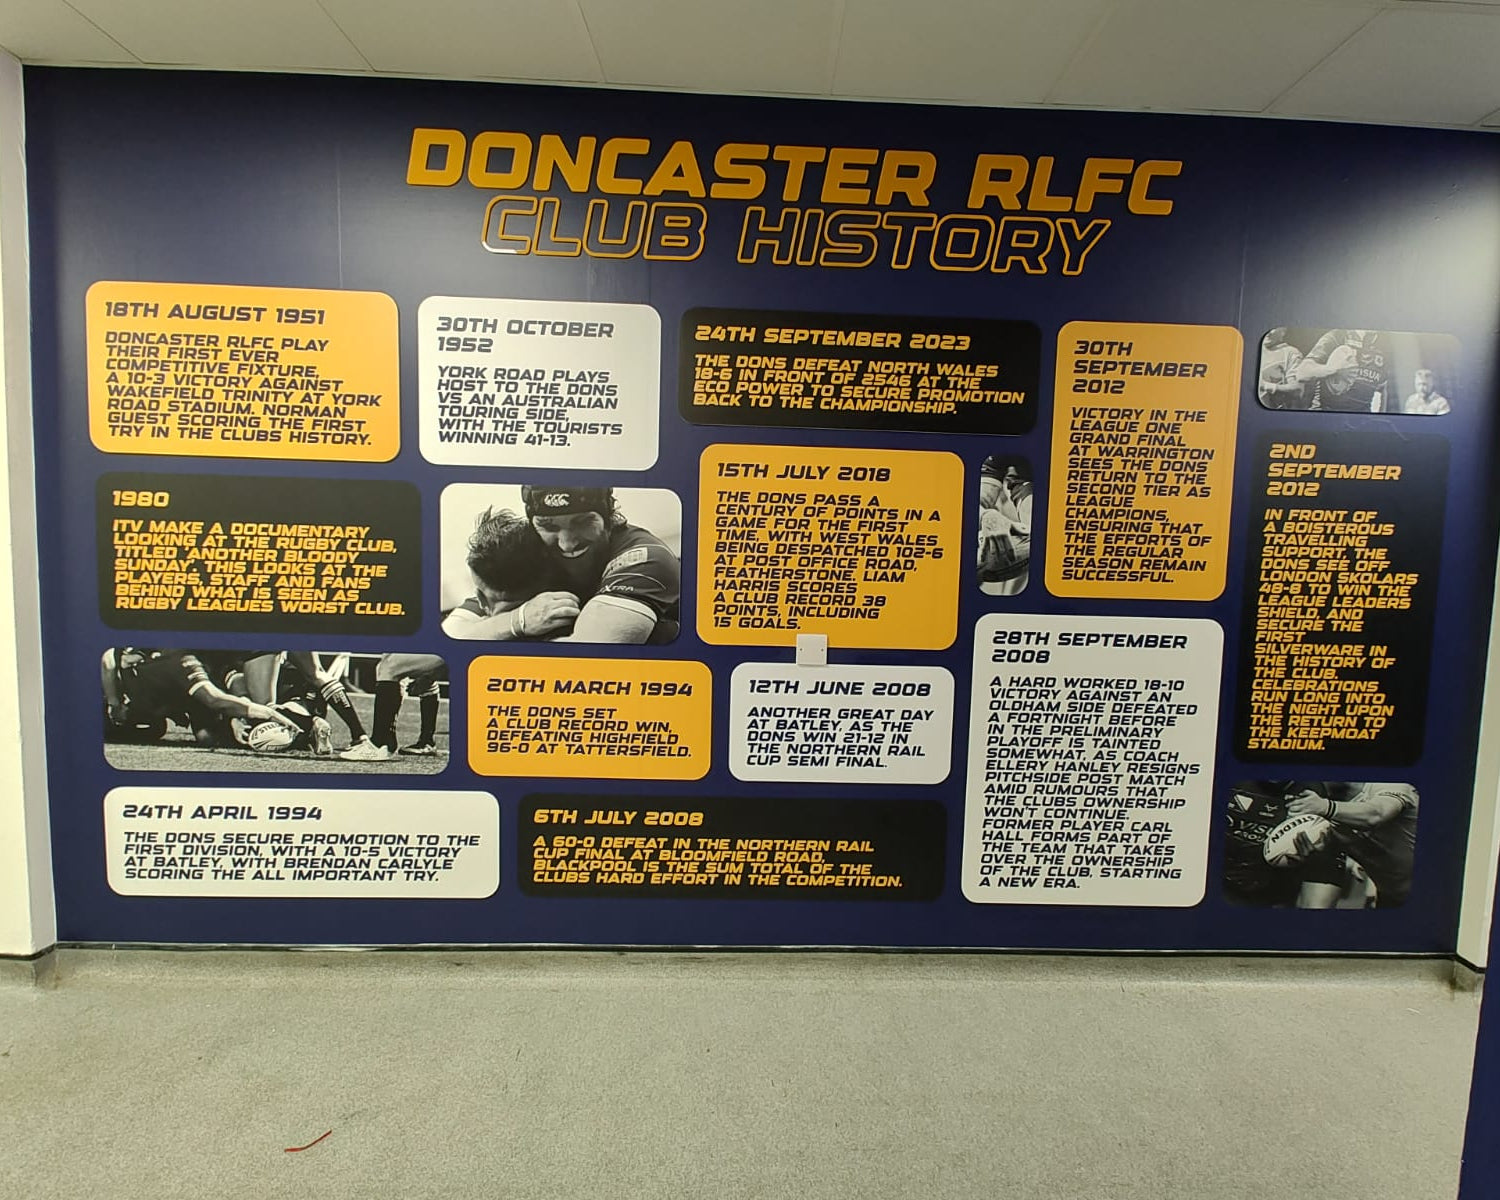 DONCASTER RLFC
CLUB HISTORY
18TH AUGUST 1951
DONCASTER RLFC PLAY
THEIR FIRST EVER
COMPETITIVE FIXTURE,
A 10-3 VICTORY AGAINST
WAKEFIELD TRINITY AT YORK
ROAD STADIUM. NORMAN
GUEST SCORING THE FIRST
TRY IN THE CLUBS HISTORY.
30TH OCTOBER
1952
YORK ROAD PLAYS
HOST TO THE DONS
VS AN AUSTRALIAN
TOURING SIDE,
WITH THE TOURISTS
WINNING 41-13.
24TH SEPTEMBER 2023
THE DONS DEFEAT NORTH WALES
18-6 IN FRONT OF 2546 AT THE
ECO POWER TO SECURE PROMOTION
BACK TO THE CHAMPIONSHIP.
30TH
SEPTEMBER
2012
VICTORY IN THE
LEAGUE ONE
GRAND FINAL
AT WARRINGTON
SEES THE DONS
RETURN TO THE
SECOND TIER AS
LEAGUE
CHAMPIONS,
ENSURING THAT
THE EFFORTS OF
THE REGULAR
SEASON REMAIN
SUCCESSFUL.
2ND
SEPTEMBER
2012
IN FRONT OF
A BOISTEROUS
TRAVELLING
SUPPORT, THE
DONS SEE OFF
LONDON SKOLARS
48-8 TO WIN THE
LEAGUE LEADERS
SHIELD, AND
SECURE THE
FIRST
SILVERWARE IN
THE HISTORY OF
THE CLUB.
CELEBRATIONS
RUN LONG INTO
THE NIGHT UPON
THE RETURN TO
THE KEEPMOAT
STADIUM.
1980
ITV MAKE A DOCUMENTARY
LOOKING AT THE RUGBY CLUB,
TITLED 'ANOTHER BLOODY
SUNDAY'. THIS LOOKS AT THE
PLAYERS, STAFF AND FANS
BEHIND WHAT IS SEEN AS
RUGBY LEAGUES WORST CLUB.
15TH JULY 2018
THE DONS PASS A
CENTURY OF POINTS IN A
GAME FOR THE FIRST
TIME, WITH WEST WALES
BEING DESPATCHED 102-6
AT POST OFFICE ROAD,
FEATHERSTONE. LIAM
HARRIS SCORES
A CLUB RECORD 38
POINTS, INCLUDING
15 GOALS.
28TH SEPTEMBER
2008
A HARD WORKED 18-10
VICTORY AGAINST AN
OLDHAM SIDE DEFEATED
A FORTNIGHT BEFORE
IN THE PRELIMINARY
PLAYOFF IS TAINTED
SOMEWHAT, AS COACH
ELLERY HANLEY RESIGNS
PITCHSIDE POST MATCH
AMID RUMOURS THAT
THE CLUBS OWNERSHIP
WON'T CONTINUE.
FORMER PLAYER CARL
HALL FORMS PART OF
THE TEAM THAT TAKES
OVER THE OWNERSHIP
OF THE CLUB, STARTING
A NEW ERA.
20TH MARCH 1994
THE DONS SET
A CLUB RECORD WIN,
DEFEATING HIGHFIELD
96-0 AT TATTERSFIELD.
12TH JUNE 2008
ANOTHER GREAT DAY
AT BATLEY, AS THE
DONS WIN 21-12 IN
THE NORTHERN RAIL
CUP SEMI FINAL.
24TH APRIL 1994
THE DONS SECURE PROMOTION TO THE
FIRST DIVISION, WITH A 10-5 VICTORY
AT BATLEY, WITH BRENDAN CARLYLE
SCORING THE ALL IMPORTANT TRY.
6TH JULY 2008
A 60-0 DEFEAT IN THE NORTHERN RAIL
CUP FINAL AT BLOOMFIELD ROAD,
BLACKPOOL IS THE SUM TOTAL OF THE
CLUBS HARD EFFORT IN THE COMPETITION.
STEEDEN